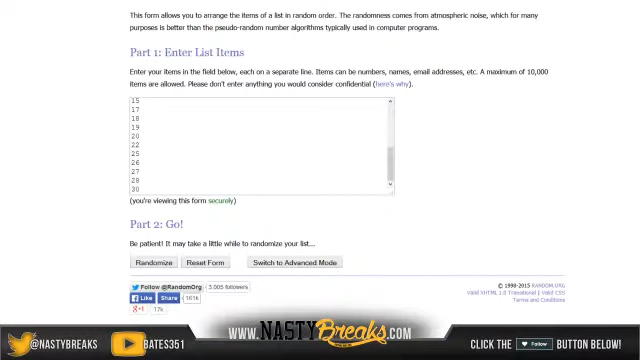 This form allows you to arrange the items of a list in random order. The randomness comes from atmospheric noise, which for many
purposes is better than the pseudo-random number algorithms typically used in computer programs.
Part 1: Enter List Items
Enter your items in the field below, each on a separate line. Items can be numbers, names, email addresses, etc. A maximum of 10,000
items are allowed. Please don't enter anything you would consider confidential (here's why).
15
17
18
19
20
22
25
26
27
28
30
(you're viewing this form securely)
Part 2: Go!
Be patient! It may take a little while to randomize your list...
Randomize Reset Form Switch to Advanced Mode
Follow @RandomOrg 3,005 followers
Like Share 161k
g+1 17k
© 1998-2015 RANDOM.ORG
Valid XHTML 1.0 Transitional | Valid CSS
Terms and Conditions
@NASTYBREAKS BATES351 WWW.NASTYBreaks.COM CLICK THE Follow BUTTON BELOW!